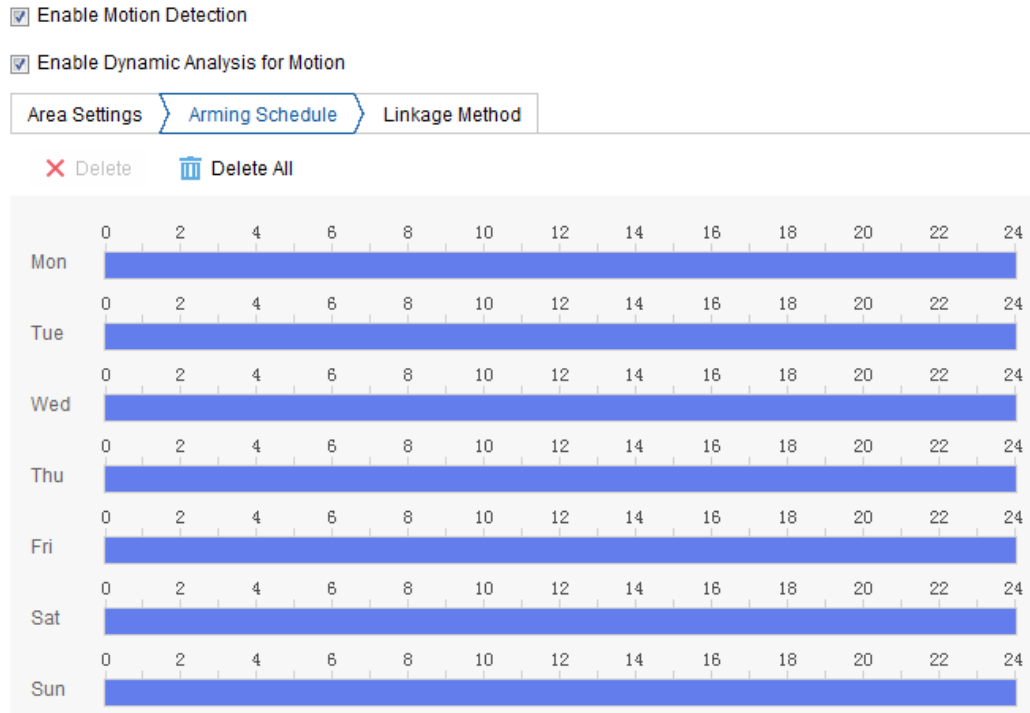 Enable Motion Detection
Enable Dynamic Analysis for Motion
Area Settings Arming Schedule Linkage Method
Delete Delete All
0 2 4 6 8 10 12 14 16 18 20 22 24
Mon
0 2 4 6 8 10 12 14 16 18 20 22 24
Tue
0 2 4 6 8 10 12 14 16 18 20 22 24
Wed
0 2 4 6 8 10 12 14 16 18 20 22 24
Thu
0 2 4 6 8 10 12 14 16 18 20 22 24
Fri
0 2 4 6 8 10 12 14 16 18 20 22 24
Sat
0 2 4 6 8 10 12 14 16 18 20 22 24
Sun